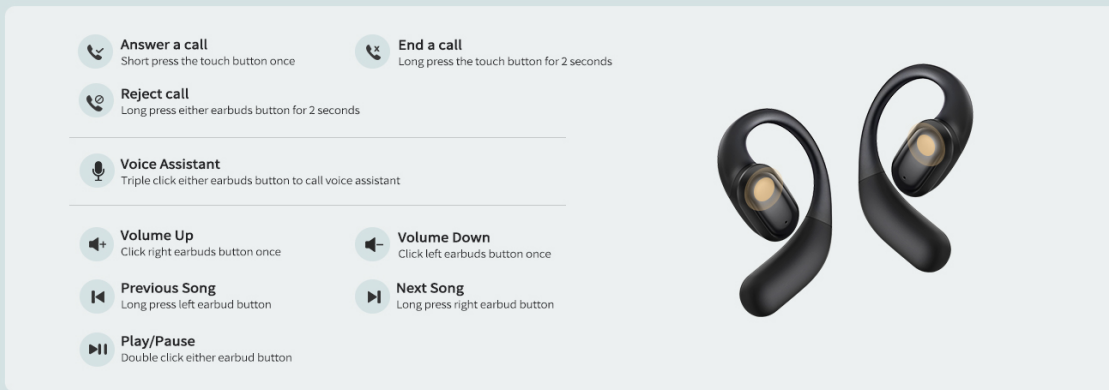 Answer a call
Short press the touch button once
End a call
Long press the touch button for 2 seconds
Reject call
Long press either earbuds button for 2 seconds
Voice Assistant
Triple click either earbuds button to call voice assistant
Volume Up
Click right earbuds button once
Volume Down
Click left earbuds button once
Previous Song
Long press left earbud button
Next Song
Long press right earbud button
Play/Pause
Double click either earbud button